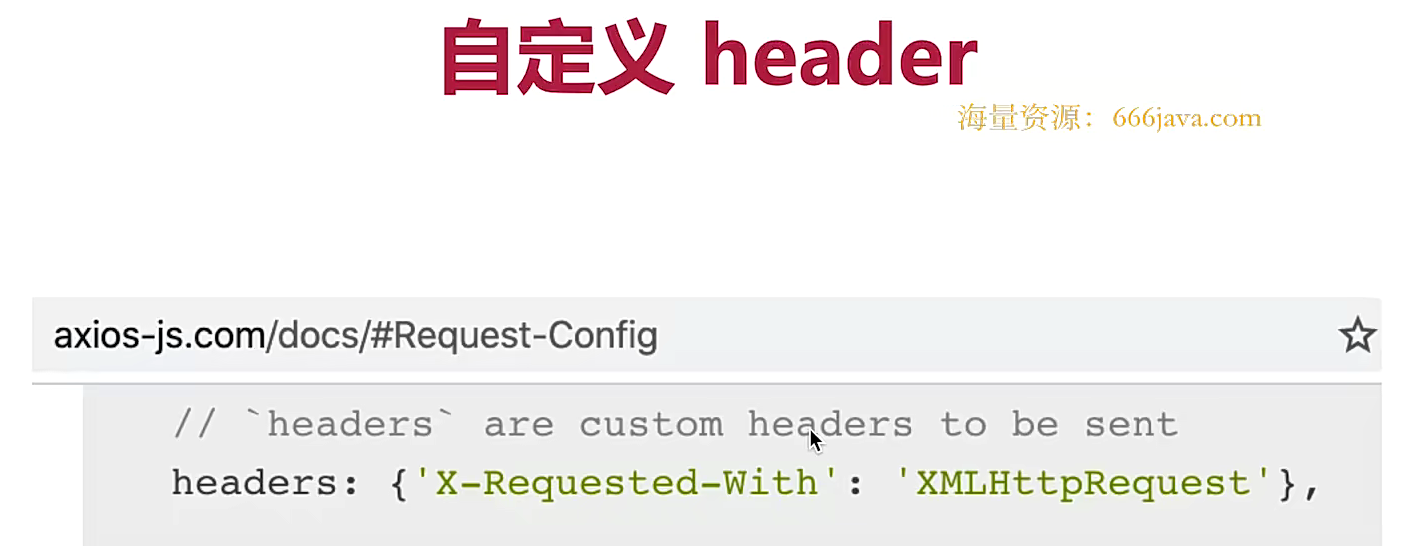 自定义 header
海量资源：666java.com
axios-js.com/docs/#Request-Config
// `headers` are custom headers to be sent
headers: {'X-Requested-With': 'XMLHttpRequest'},